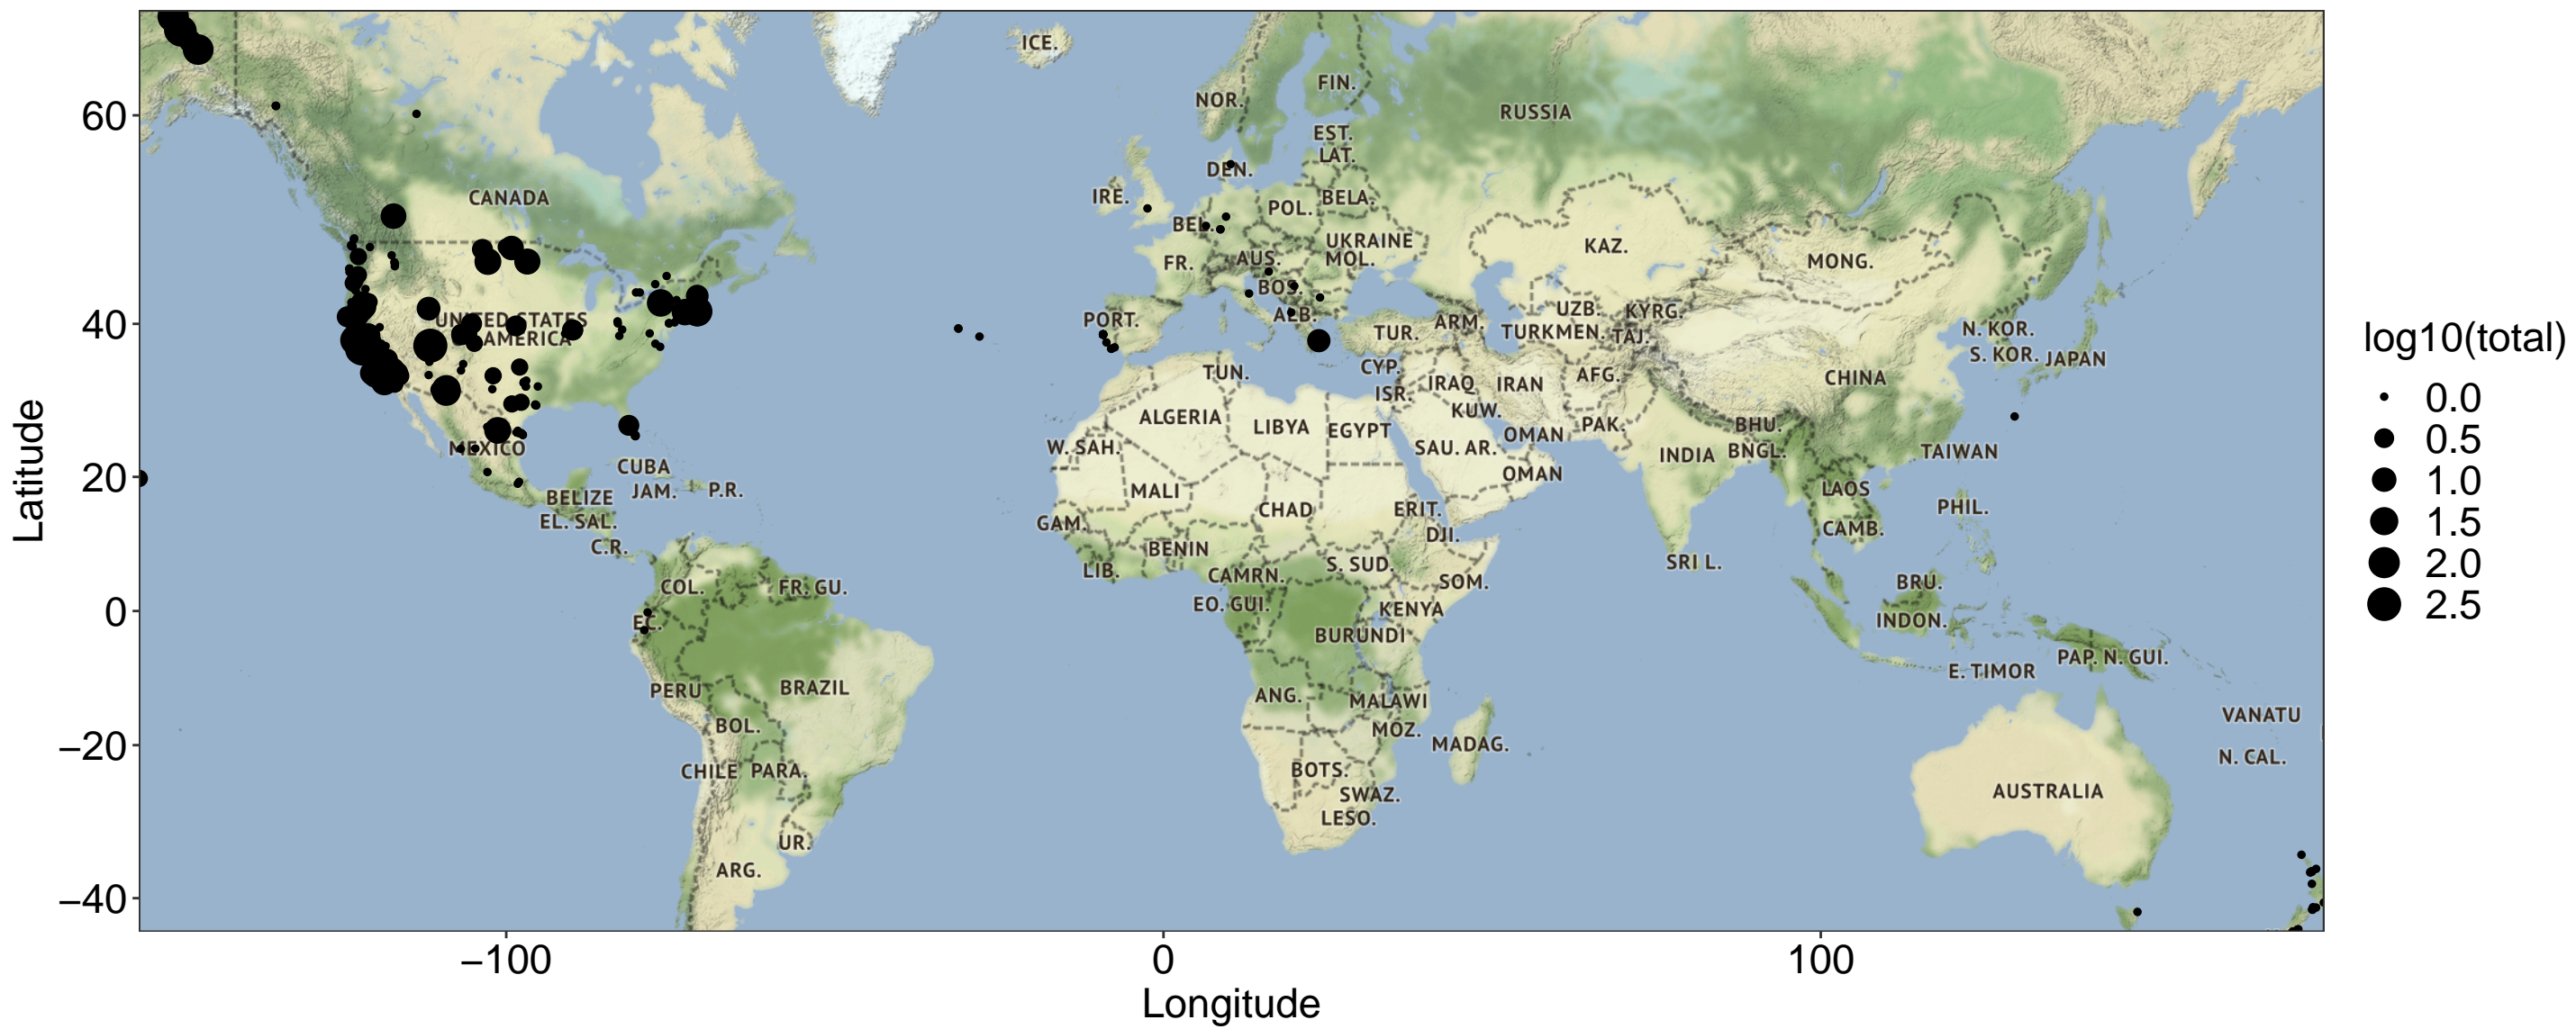 ICE.
FIN.
NOR.
RUSSIA
EST.
LAT.
DEN.
IRE.
BELA.
POL.
CANADA
BEL.
UKRAINE
MOL.
AUS.
FR.
KAZ.
MONG.
BOS.
UZB.
KYRG.
ALB.
PORT.
UNITED STATES
AMERICA
ARM.
TUR.
TURKMEN.
TAJ.
N. KOR.
S. KOR.
JAPAN
CYP.
TUN.
AFG.
CHINA
ISR.
IRAQ
IRAN
KUW.
ALGERIA
LIBYA
EGYPT
PAK.
BHU.
OMAN
W. SAH.
SAU. AR.
MEXICO
INDIA
BNGL.
TAIWAN
CUBA
OMAN
JAM.
P.R.
BELIZE
MALI
LAOS
EL. SAL.
CHAD
ERIT.
PHIL.
GAM.
DJI.
CAMB.
C.R.
BENIN
S. SUD.
SRI L.
LIB.
CAMRN.
SOM.
BRU.
COL.
FR. GU.
EO. GUI.
KENYA
INDON.
EC.
BURUNDI
PAP. N. GUI.
E. TIMOR
PERU
BRAZIL
ANG.
MALAWI
VANATU
BOL.
MOZ.
MADAG.
N. CAL.
CHILE
PARA.
BOTS.
SWAZ.
AUSTRALIA
LESO.
UR.
ARG.
60
40
20
0
−20
−40
Latitude
−100
0
100
Longitude
log10(total)
0.0
0.5
1.0
1.5
2.0
2.5